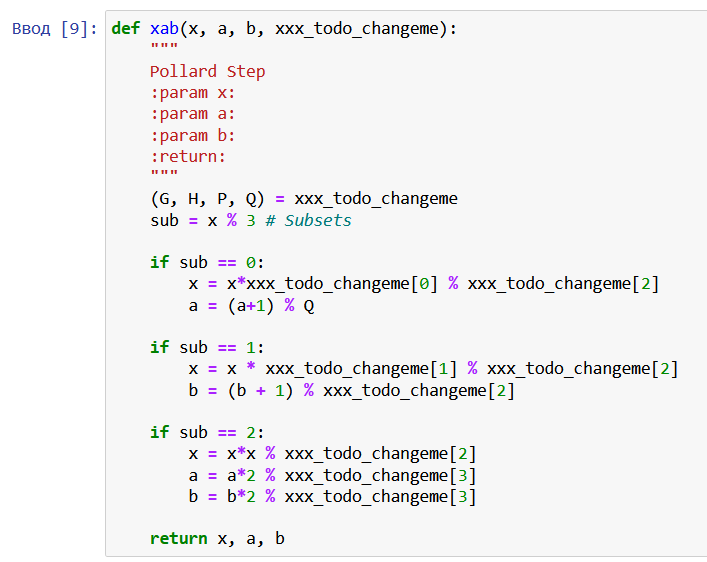 Ввод [9]: def xab(x, a, b, xxx_todo_changeme):
    """
    Pollard Step
    :param x:
    :param a:
    :param b:
    :return:
    """
    (G, H, P, Q) = xxx_todo_changeme
    sub = x % 3 # Subsets

    if sub == 0:
        x = x*xxx_todo_changeme[0] % xxx_todo_changeme[2]
        a = (a+1) % Q

    if sub == 1:
        x = x * xxx_todo_changeme[1] % xxx_todo_changeme[2]
        b = (b + 1) % xxx_todo_changeme[2]

    if sub == 2:
        x = x*x % xxx_todo_changeme[2]
        a = a*2 % xxx_todo_changeme[3]
        b = b*2 % xxx_todo_changeme[3]

    return x, a, b